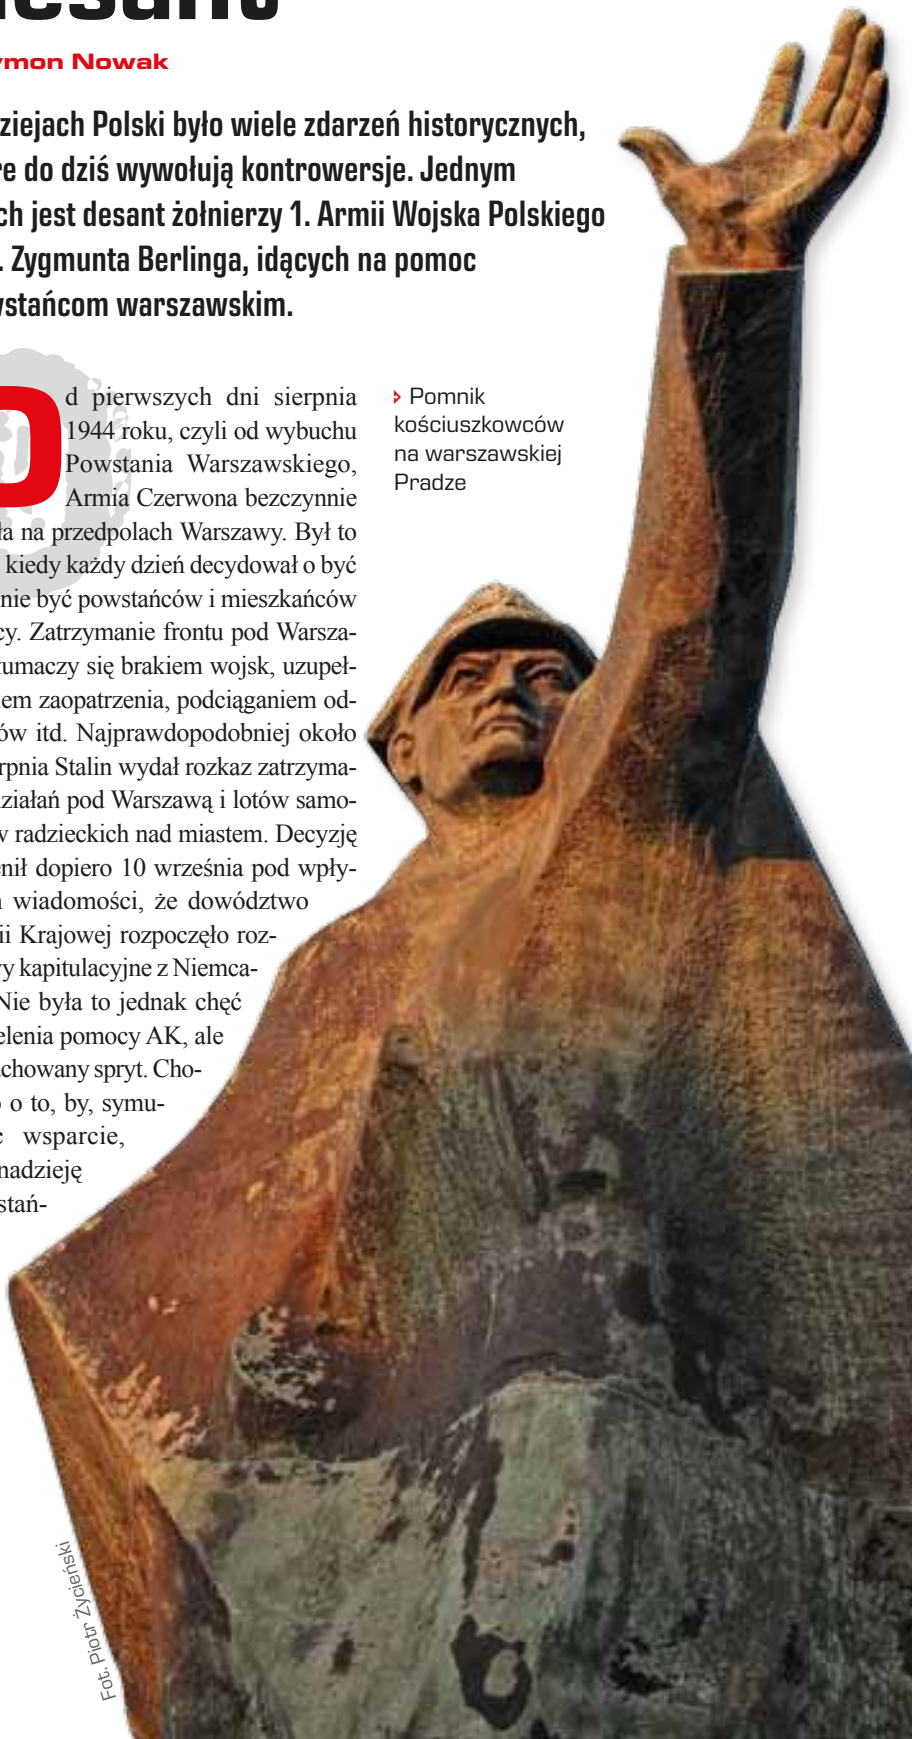 desant
ymon Nowak
ziejach Polski było wiele zdarzeń historycznych,
re do dziś wywołują kontrowersje. Jednym
ch jest desant żołnierzy 1. Armii Wojska Polskiego
. Zygmunta Berlinga, idących na pomoc
ystańcom warszawskim.
Od pierwszych dni sierpnia
1944 roku, czyli od wybuchu
Powstania Warszawskiego,
Armia Czerwona bezczynnie
ła na przedpolach Warszawy. Był to
kiedy każdy dzień decydował o być
nie być powstańców i mieszkańców
cy. Zatrzymanie frontu pod Warsza-
tłumaczy się brakiem wojsk, uzupeł-
iem zaopatrzenia, podciąganiem od-
ów itd. Najprawdopodobniej około
rpnia Stalin wydał rozkaz zatrzyma-
ziałań pod Warszawą i lotów samo-
w radzieckich nad miastem. Decyzję
enił dopiero 10 września pod wpły-
m wiadomości, że dowództwo
ii Krajowej rozpoczęło roz-
y kapitulacyjne z Niemca-
Nie była to jednak chęć
elenia pomocy AK, ale
chowany spryt. Cho-
o o to, by, symu-
c wsparcie,
nadzieję
stań-
Pomnik
kościuszkowców
na warszawskiej
Pradze
Fot. Piotr Życieński